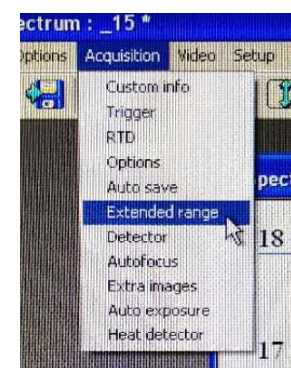 ectrum : _15 *
ptions Acquisition Video Setup
Custom info
Trigger
RTD
Options
Auto save
Extended range
Detector
Autofocus
Extra images
Auto exposure
Heat detector
pect
18
17